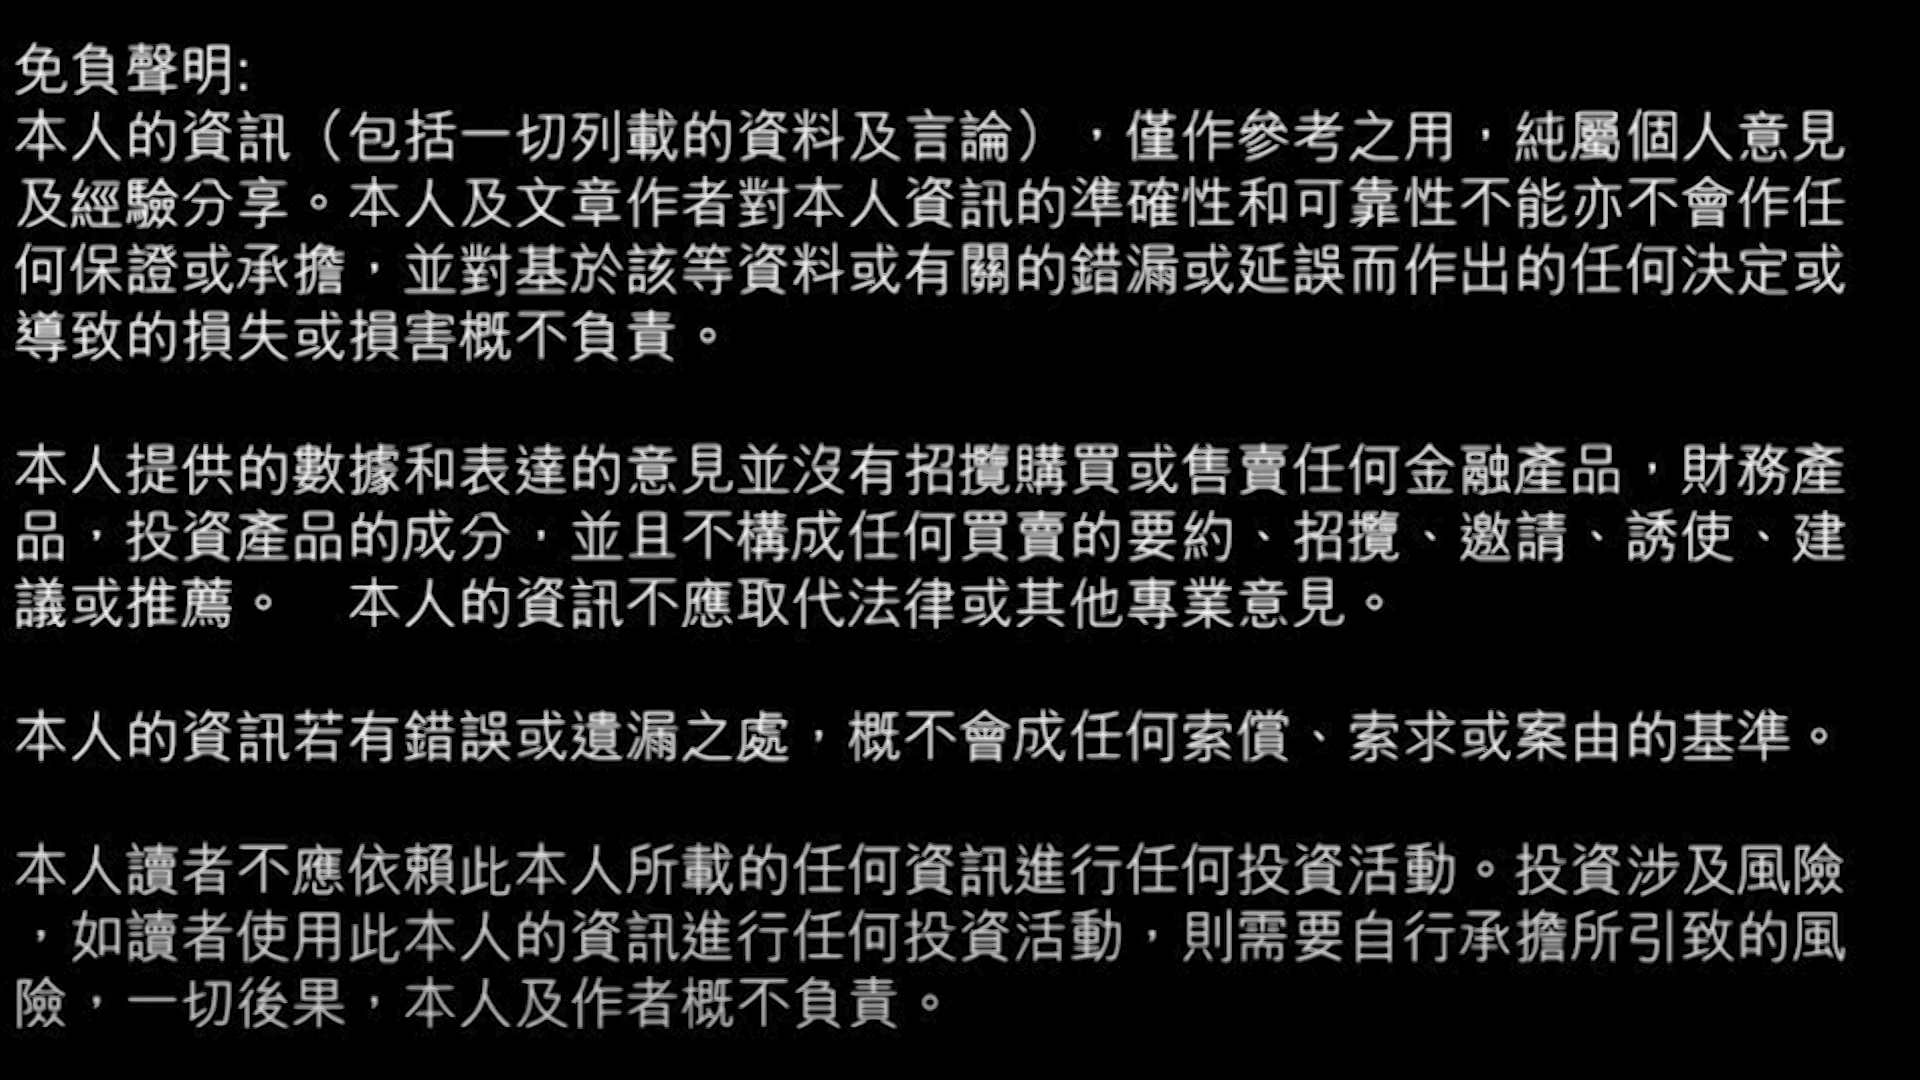 免負聲明:
本人的資訊（包括一切列載的資料及言論），僅作參考之用，純屬個人意見
及經驗分享。本人及文章作者對本人資訊的準確性和可靠性不能亦不會作任
何保證或承擔，並對基於該等資料或有關的錯漏或延誤而作出的任何決定或
導致的損失或損害概不負責。
本人提供的數據和表達的意見並沒有招攬購買或售賣任何金融產品，財務產
品，投資產品的成分，並且不構成任何買賣的要約、招攬、邀請、誘使、建
議或推薦。　本人的資訊不應取代法律或其他專業意見。
本人的資訊若有錯誤或遺漏之處，概不會成任何索償、索求或案由的基準。
本人讀者不應依賴此本人所載的任何資訊進行任何投資活動。投資涉及風險
，如讀者使用此本人的資訊進行任何投資活動，則需要自行承擔所引致的風
險，一切後果，本人及作者概不負責。